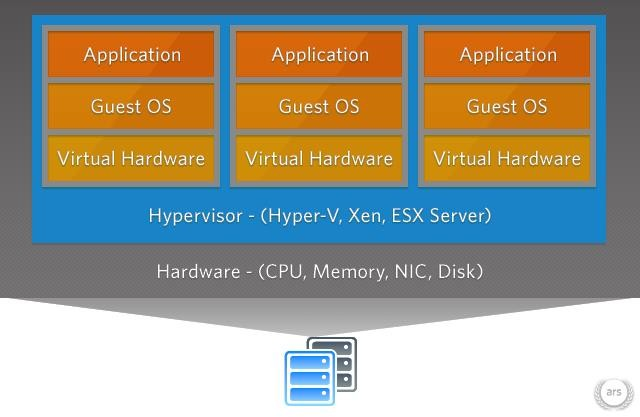 Application Application Application
Guest OS Guest OS Guest OS
Virtual Hardware Virtual Hardware Virtual Hardware
Hypervisor - (Hyper-V, Xen, ESX Server)
Hardware - (CPU, Memory, NIC, Disk)
ars